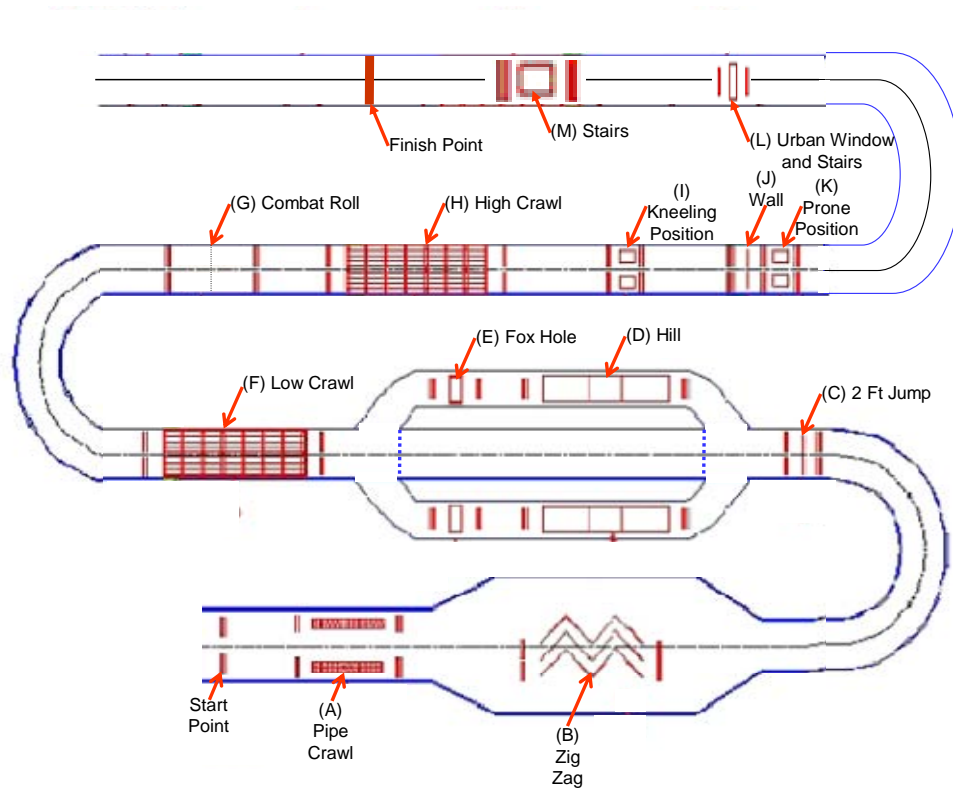 Finish Point
(M) Stairs
(L) Urban Window
and Stairs
(G) Combat Roll
(H) High Crawl
(I)
Kneeling
Position
(J)
Wall
(K)
Prone
Position
(E) Fox Hole
(D) Hill
(F) Low Crawl
(C) 2 Ft Jump
Start
Point
(A)
Pipe
Crawl
(B)
Zig
Zag